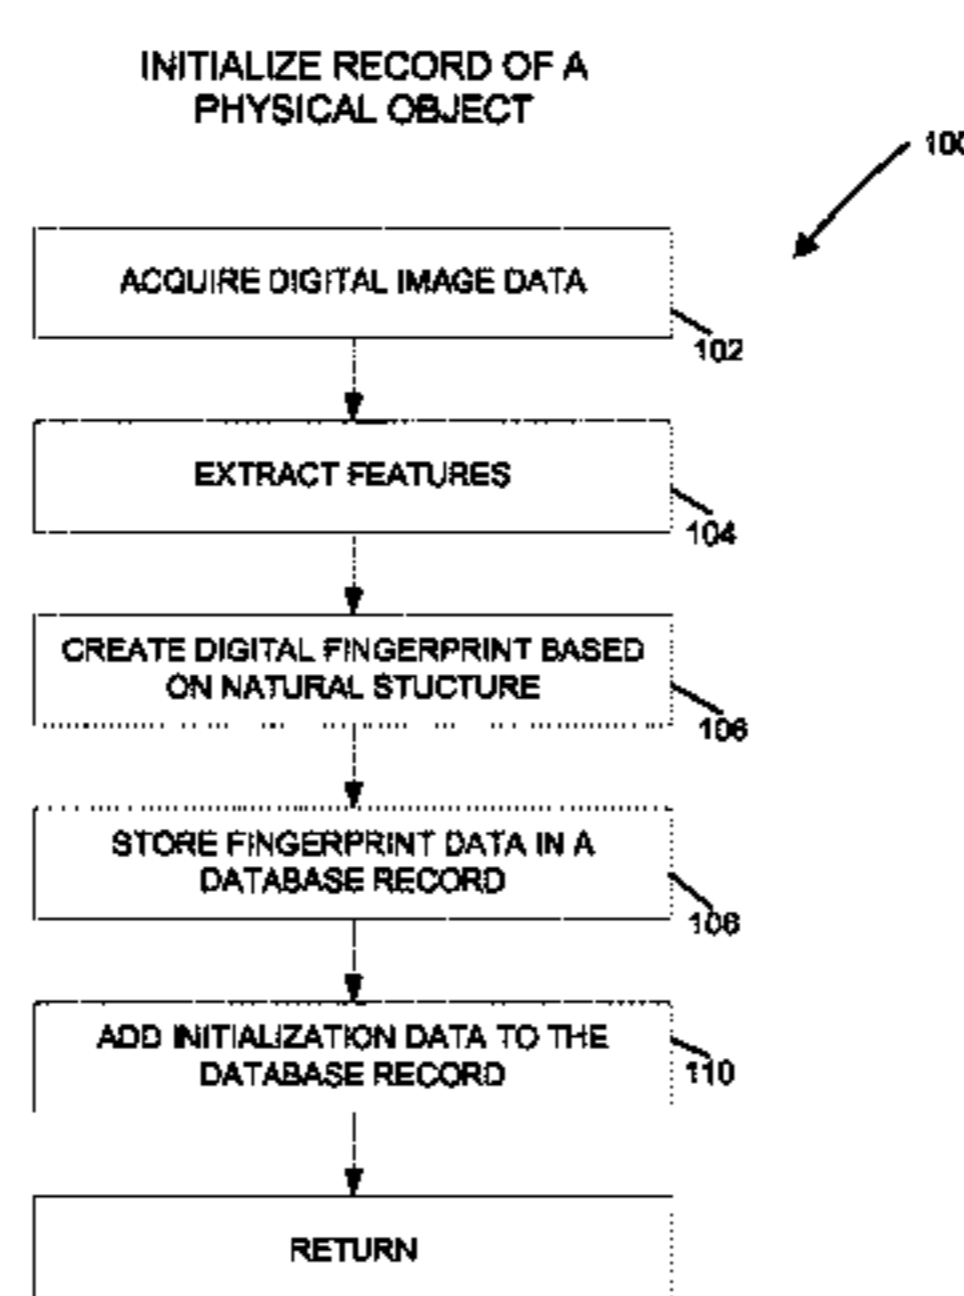 INITIALIZE RECORD OF A
PHYSICAL OBJECT
100
ACQUIRE DIGITAL IMAGE DATA
102
EXTRACT FEATURES
104
CREATE DIGITAL FINGERPRINT BASED
ON NATURAL STUCTURE
106
STORE FINGERPRINT DATA IN A
DATABASE RECORD
108
ADD INITIALIZATION DATA TO THE
DATABASE RECORD
110
RETURN